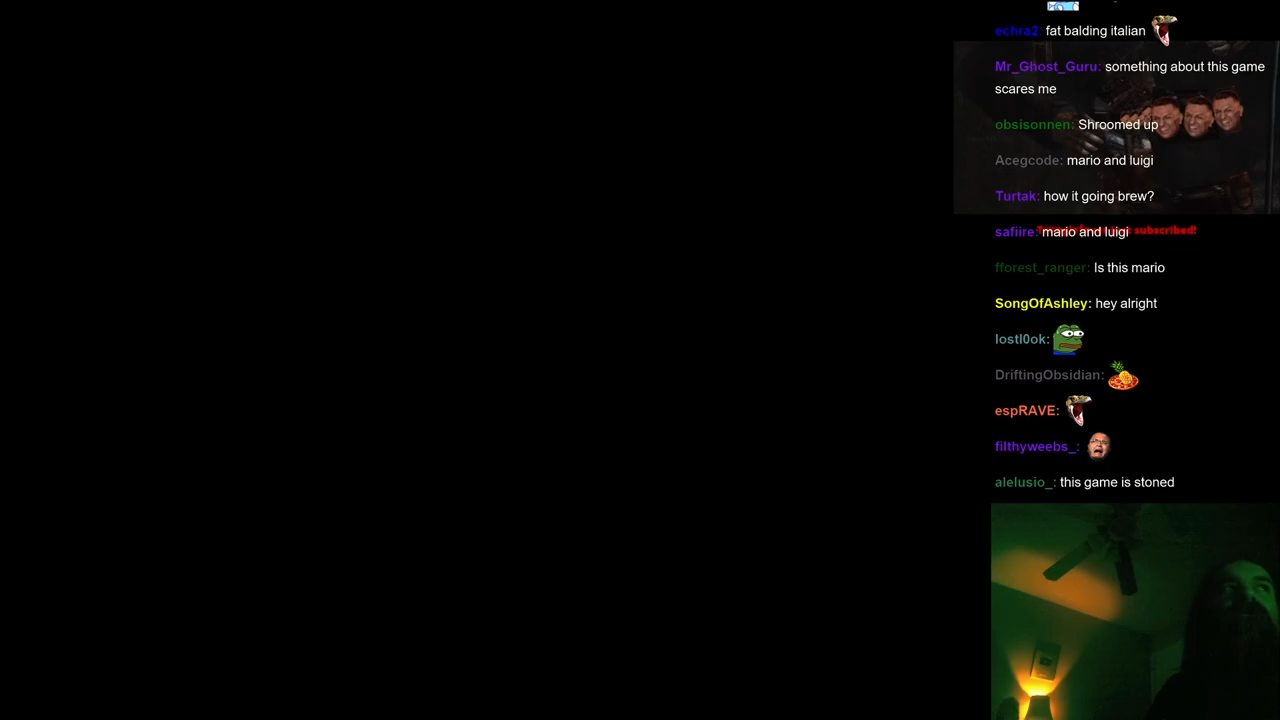 echra2: fat balding italian
Mr_Ghost_Guru: something about this game
scares me
obsisonnen: Shroomed up
Acegcode: mario and luigi
Turtak: how it going brew?
safiire: mario and luigi
subscribed!
fforest_ranger: Is this mario
SongOfAshley: hey alright
lostl0ok:
DriftingObsidian:
espRAVE:
filthyweebs_:
alelusio_: this game is stoned